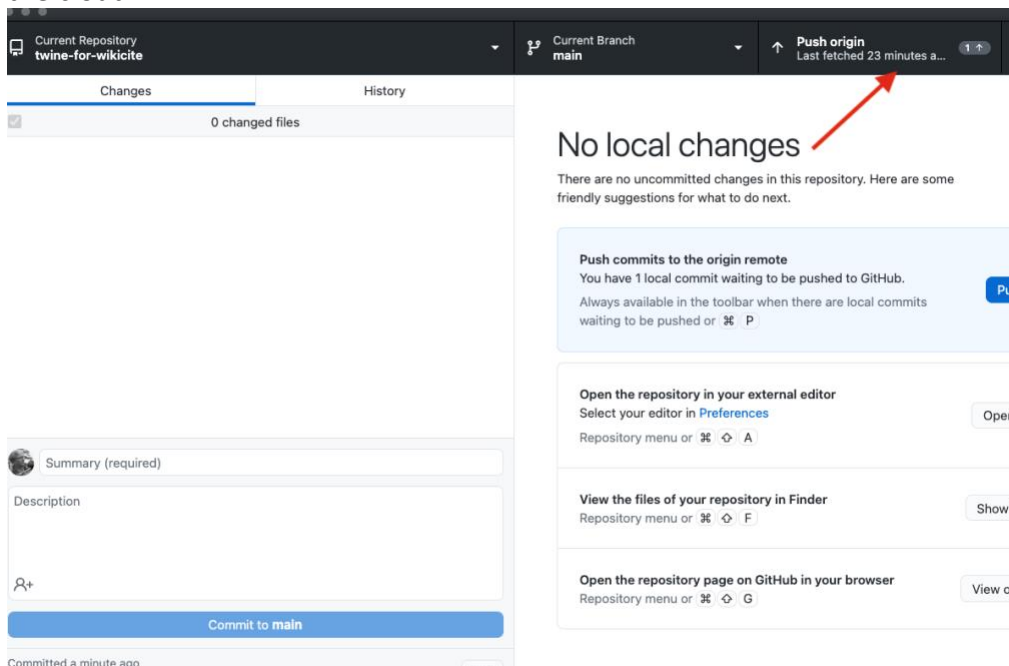 Current Repository
twine-for-wikicite
Current Branch
main
Push origin
Last fetched 23 minutes a...
1
Changes
History
0 changed files
No local changes
There are no uncommitted changes in this repository. Here are some
friendly suggestions for what to do next.
Push commits to the origin remote
You have 1 local commit waiting to be pushed to GitHub.
Always available in the toolbar when there are local commits
waiting to be pushed or ⌘ P
Open the repository in your external editor
Select your editor in Preferences
Repository menu or ⌘ ⇧ A
View the files of your repository in Finder
Repository menu or ⌘ ⇧ F
Show
Open the repository page on GitHub in your browser
Repository menu or ⌘ ⇧ G
View
Summary (required)
Description
Commit to main
Committed a minute ago